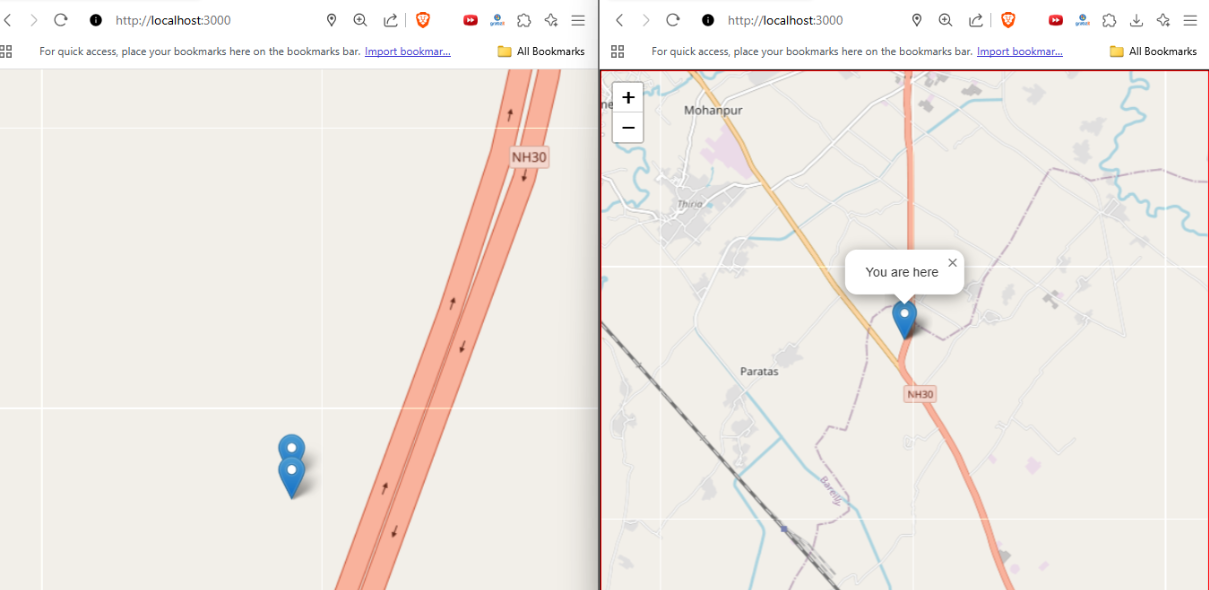 http://localhost:3000
For quick access, place your bookmarks here on the bookmarks bar. Import bookmar...
All Bookmarks
NH30
http://localhost:3000
For quick access, place your bookmarks here on the bookmarks bar. Import bookmar...
All Bookmarks
+
−
Mohanpur
Thiria
You are here
×
Paratas
NH30
Bareilly